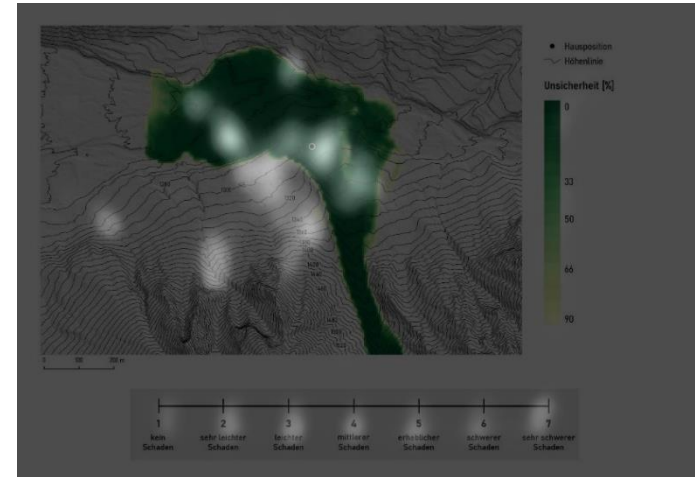 Hausposition
Höhenlinie
Unsicherheit [%]
0
33
50
66
90
0 100 200 m
1 2 3 4 5 6 7
kein Schaden
sehr leichter Schaden
leichter Schaden
mittlerer Schaden
erheblicher Schaden
schwerer Schaden
sehr schwerer Schaden